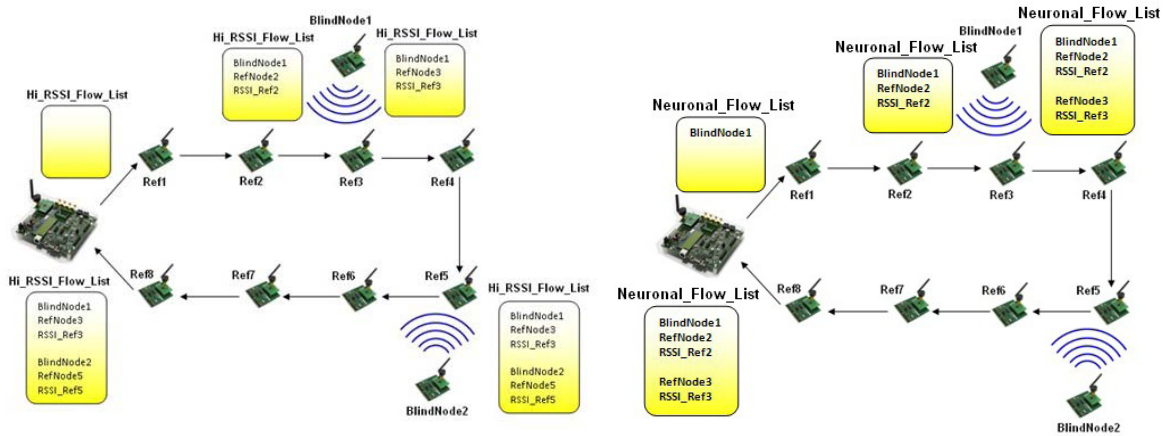 BlindNode1
Hi_RSSI_Flow_List
BlindNode1
RefNode2
RSSI_Ref2
Hi_RSSI_Flow_List
BlindNode1
RefNode3
RSSI_Ref3
Hi_RSSI_Flow_List
Ref1
Ref2
Ref3
Ref4
Ref8
Ref7
Ref6
Ref5
Hi_RSSI_Flow_List
BlindNode1
RefNode3
RSSI_Ref3
BlindNode2
RefNode5
RSSI_Ref5
Hi_RSSI_Flow_List
BlindNode1
RefNode3
RSSI_Ref3
BlindNode2
RefNode5
RSSI_Ref5
BlindNode2
Neuronal_Flow_List
BlindNode1
RefNode2
RSSI_Ref2
RefNode3
RSSI_Ref3
BlindNode1
Neuronal_Flow_List
BlindNode1
RefNode2
RSSI_Ref2
Neuronal_Flow_List
BlindNode1
Ref1
Ref2
Ref3
Ref4
Ref8
Ref7
Ref6
Ref5
Neuronal_Flow_List
BlindNode1
RefNode2
RSSI_Ref2
RefNode3
RSSI_Ref3
BlindNode2